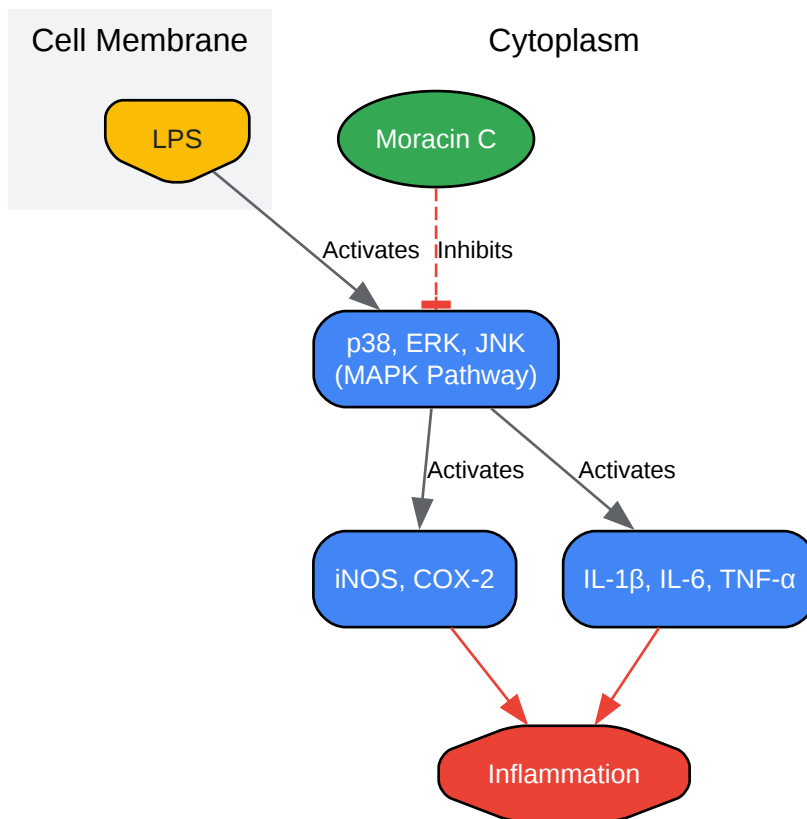 Cell Membrane
Cytoplasm
LPS
Moracin C
Activates
Inhibits
p38, ERK, JNK
(MAPK Pathway)
Activates
Activates
iNOS, COX-2
IL-1β, IL-6, TNF-α
Inflammation